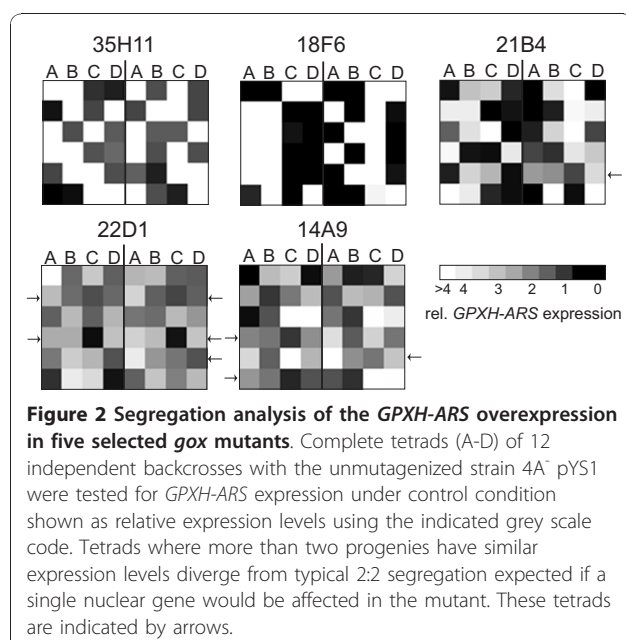 35H11 18F6 21B4
A B C D A B C D A B C D A B C D A B C D A B C D
22D1 14A9
A B C D A B C D A B C D A B C D
>4 4 3 2 1 0
rel. GPXH-ARS expression
Figure 2 Segregation analysis of the GPXH-ARS overexpression
in five selected gox mutants. Complete tetrads (A-D) of 12
independent backcrosses with the unmutagenized strain 4A⁻ pYS1
were tested for GPXH-ARS expression under control condition
shown as relative expression levels using the indicated grey scale
code. Tetrads where more than two progenies have similar
expression levels diverge from typical 2:2 segregation expected if a
single nuclear gene would be affected in the mutant. These tetrads
are indicated by arrows.